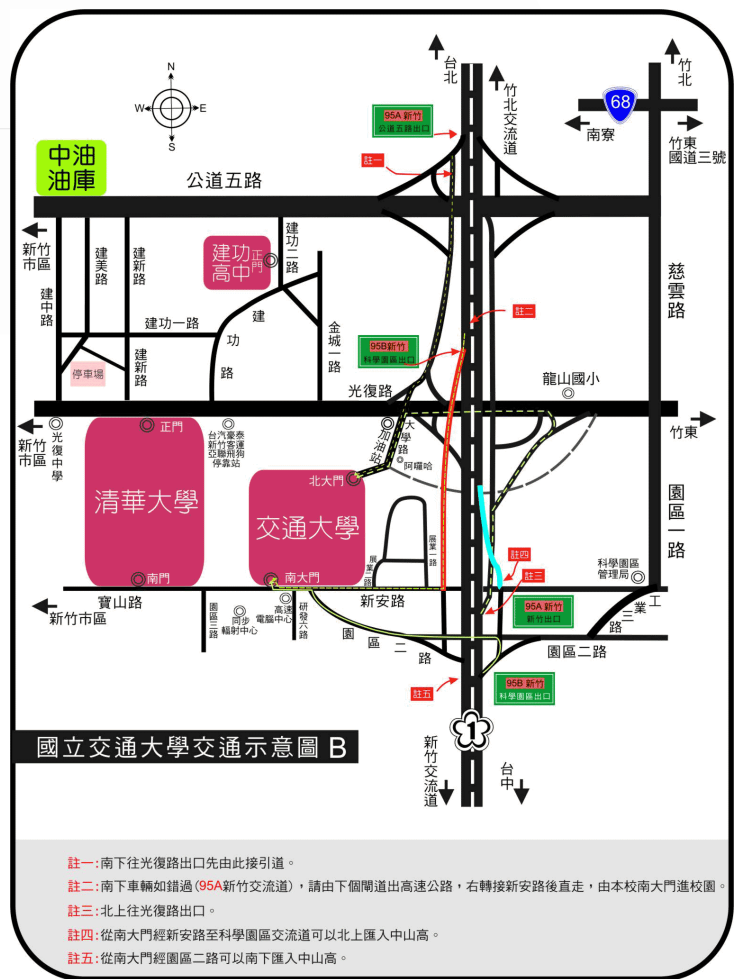 N
W
E
S
台北
竹北交流道
竹北
68
南寮
竹東
國道三號
95A 新竹
公道五路出口
註一
中油
油庫
公道五路
新竹
市區
建中路
建美路
建新路
建功
高中
正門
建功二路
建功一路
建功路
金城一路
建新路
停車場
註二
95B新竹
科學園區出口
慈雲路
光復路
龍山國小
新竹
市區
竹東
光復中學
正門
台汽豪泰
新竹客運
亞聯飛狗
停靠站
加油站
大學路
阿囉哈
清華大學
北大門
交通大學
展業二路
展業一路
園區一路
註四
註三
科學園區
管理局
南門
南大門
寶山路
新安路
新竹市區
園區三路
同步
輻射中心
高速
電腦中心
研發六路
95A 新竹
新竹出口
工業三路
園區二路
園區二路
95B 新竹
科學園區出口
註五
1
國立交通大學交通示意圖 B
新竹交流道
台中
註一:南下往光復路出口先由此接引道。
註二:南下車輛如錯過(95A新竹交流道)，請由下個閘道出高速公路，右轉接新安路後直走，由本校南大門進校園。
註三:北上往光復路出口。
註四:從南大門經新安路至科學園區交流道可以北上匯入中山高。
註五:從南大門經園區二路可以南下匯入中山高。